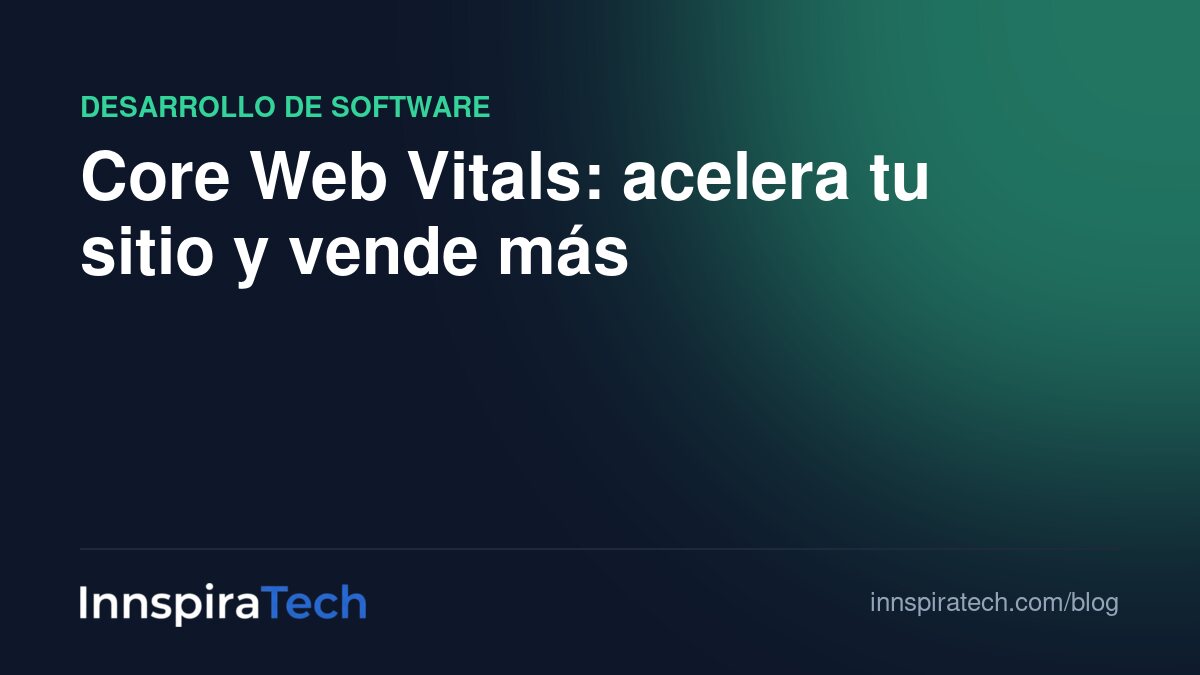 DESARROLLO DE SOFTWARE
Core Web Vitals: acelera tu
sitio y vende más
InnspiraTech
innspiratech.com/blog